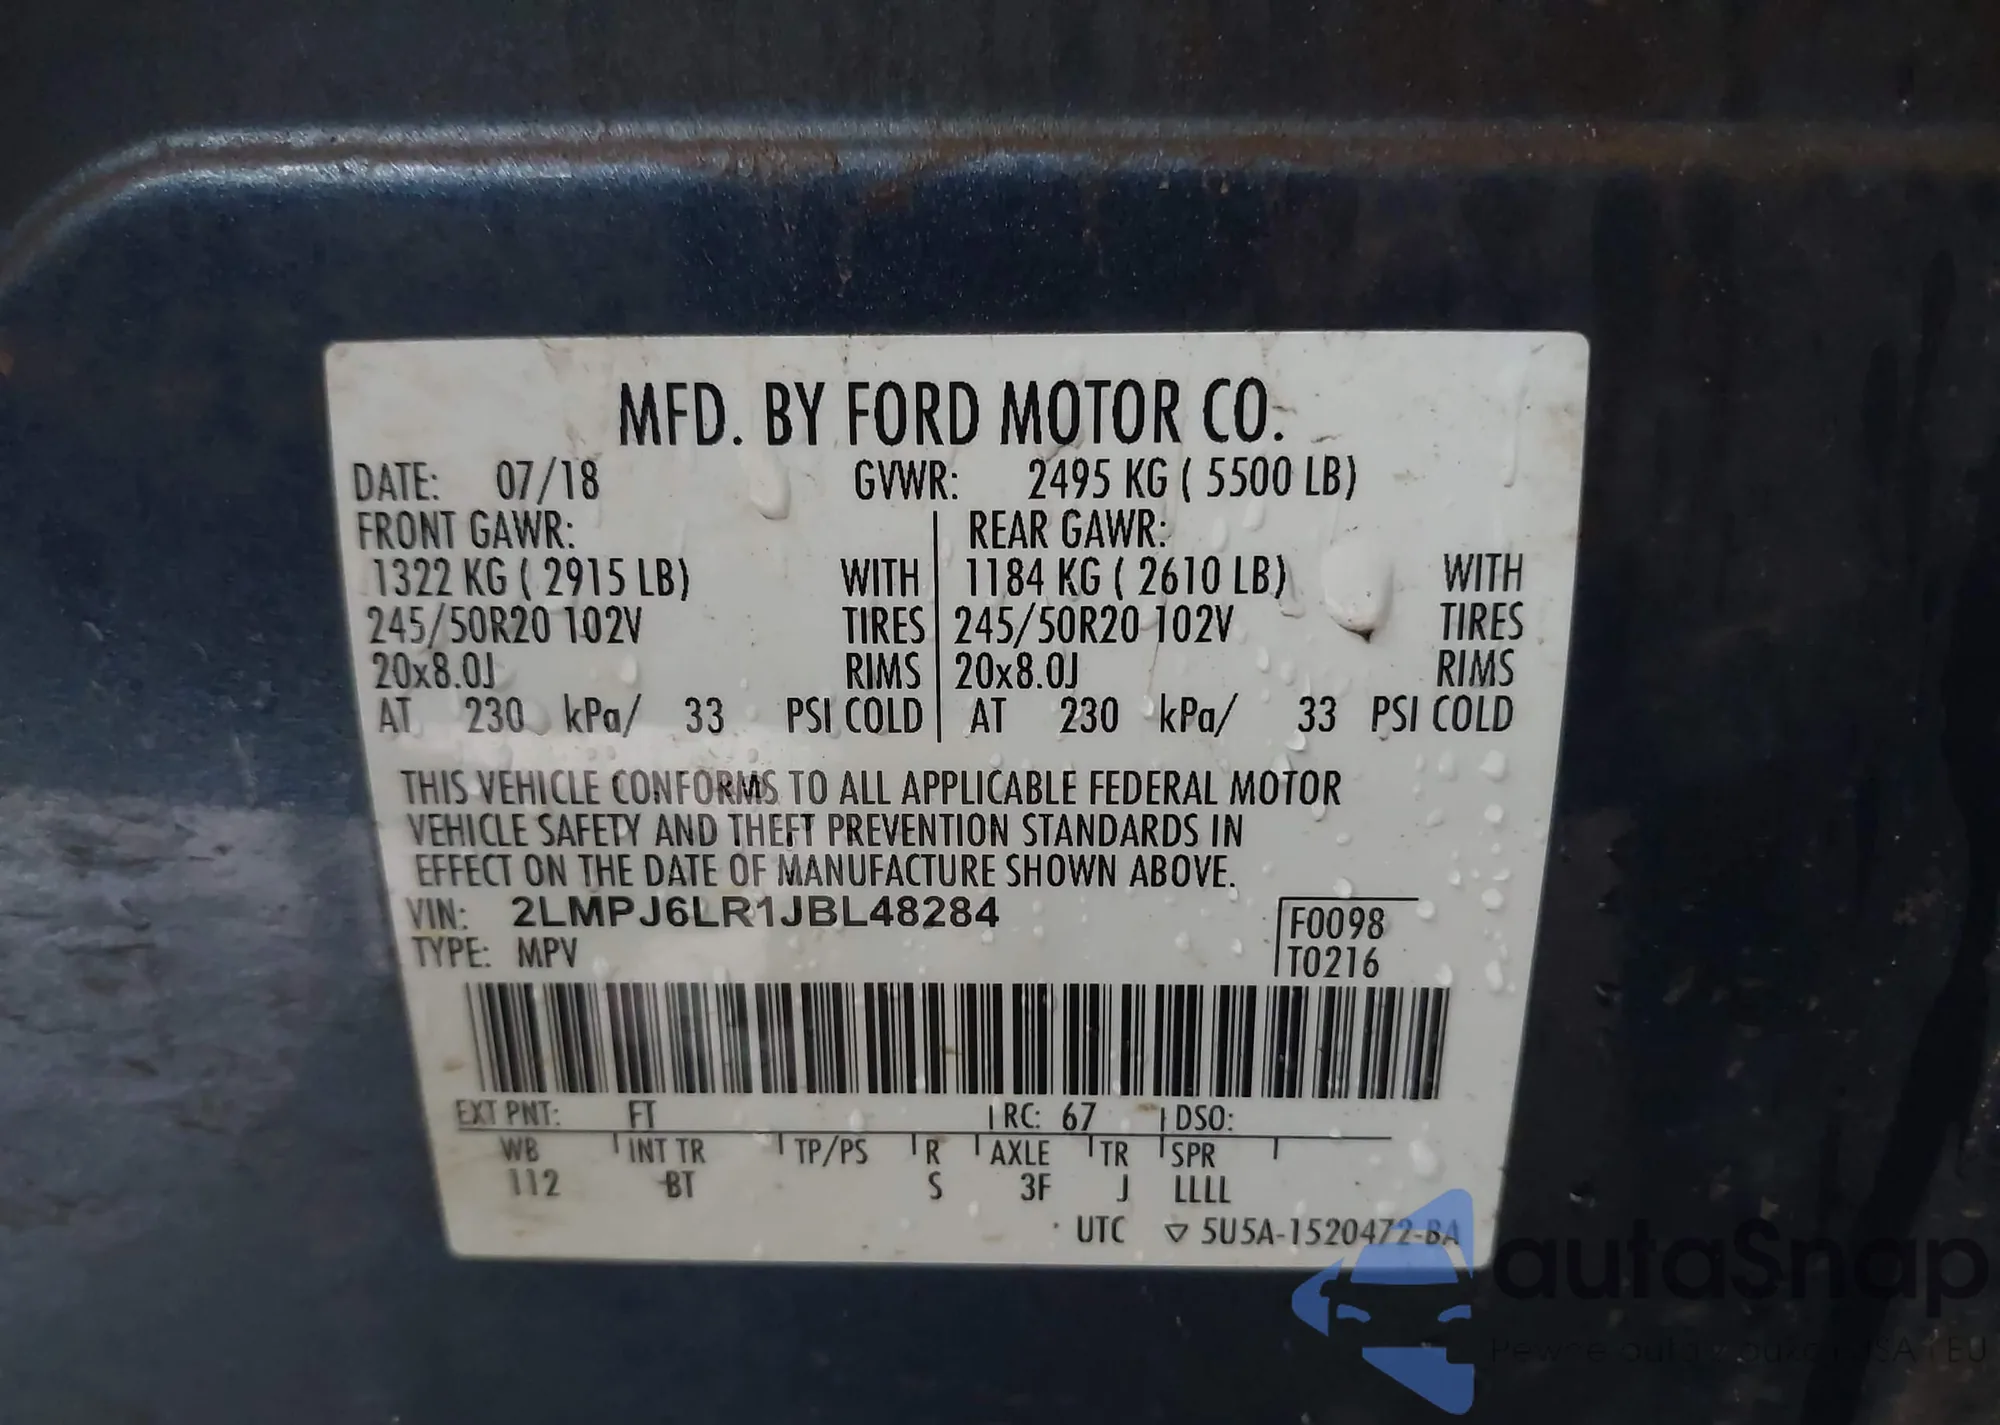 MFD. BY FORD MOTOR CO.
DATE: 07/18 GVWR: 2495 KG ( 5500 LB)
FRONT GAWR: REAR GAWR:
1322 KG ( 2915 LB) WITH 1184 KG ( 2610 LB) WITH
245/50R20 102V TIRES 245/50R20 102V TIRES
20x8.0J RIMS 20x8.0J RIMS
AT 230 kPa/ 33 PSI COLD AT 230 kPa/ 33 PSI COLD
THIS VEHICLE CONFORMS TO ALL APPLICABLE FEDERAL MOTOR
VEHICLE SAFETY AND THEFT PREVENTION STANDARDS IN
EFFECT ON THE DATE OF MANUFACTURE SHOWN ABOVE.
VIN: 2LMPJ6LR1JBL48284 F0098
TYPE: MPV T0216
EXT PNT: FT RC: 67 DSO:
WB INT TR TP/PS R AXLE TR SPR
112 BT S 3F J LLLL
UTC ▽ 5U5A-1520472-BA
autaSnap
USA i EU